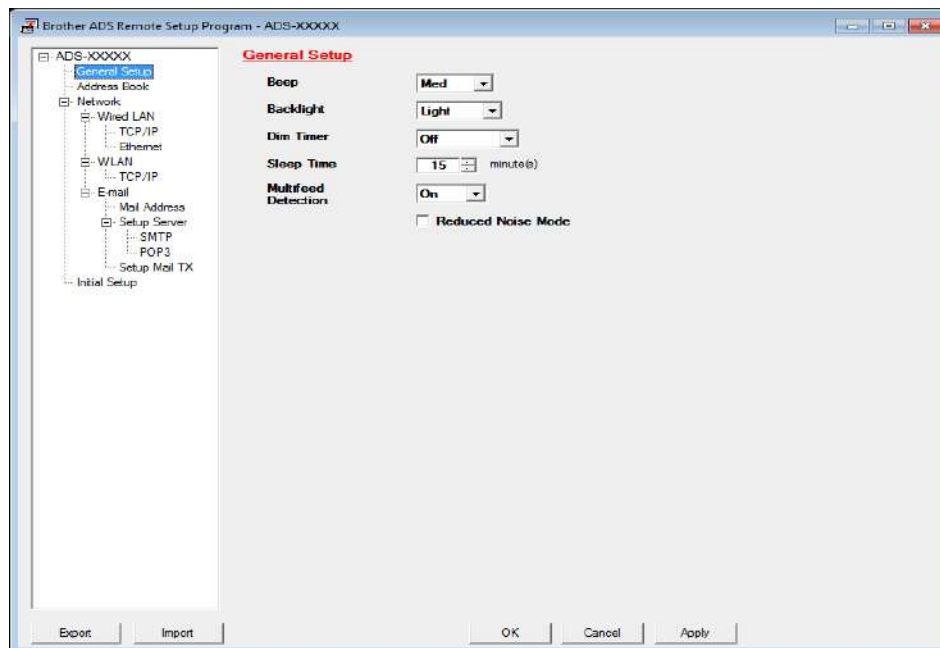 Brother ADS Remote Setup Program - ADS-XXXXX
ADS-XXXXX
General Setup
Address Book
Network
Wired LAN
TCP/IP
Ethernet
WLAN
TCP/IP
E-mail
Mail Address
Setup Server
SMTP
POP3
Setup Mail TX
Initial Setup
General Setup
Beep Med
Backlight Light
Dim Timer Off
Sleep Time 15 minute(s)
Multifeed
Detection On
Reduced Noise Mode
Export Import OK Cancel Apply